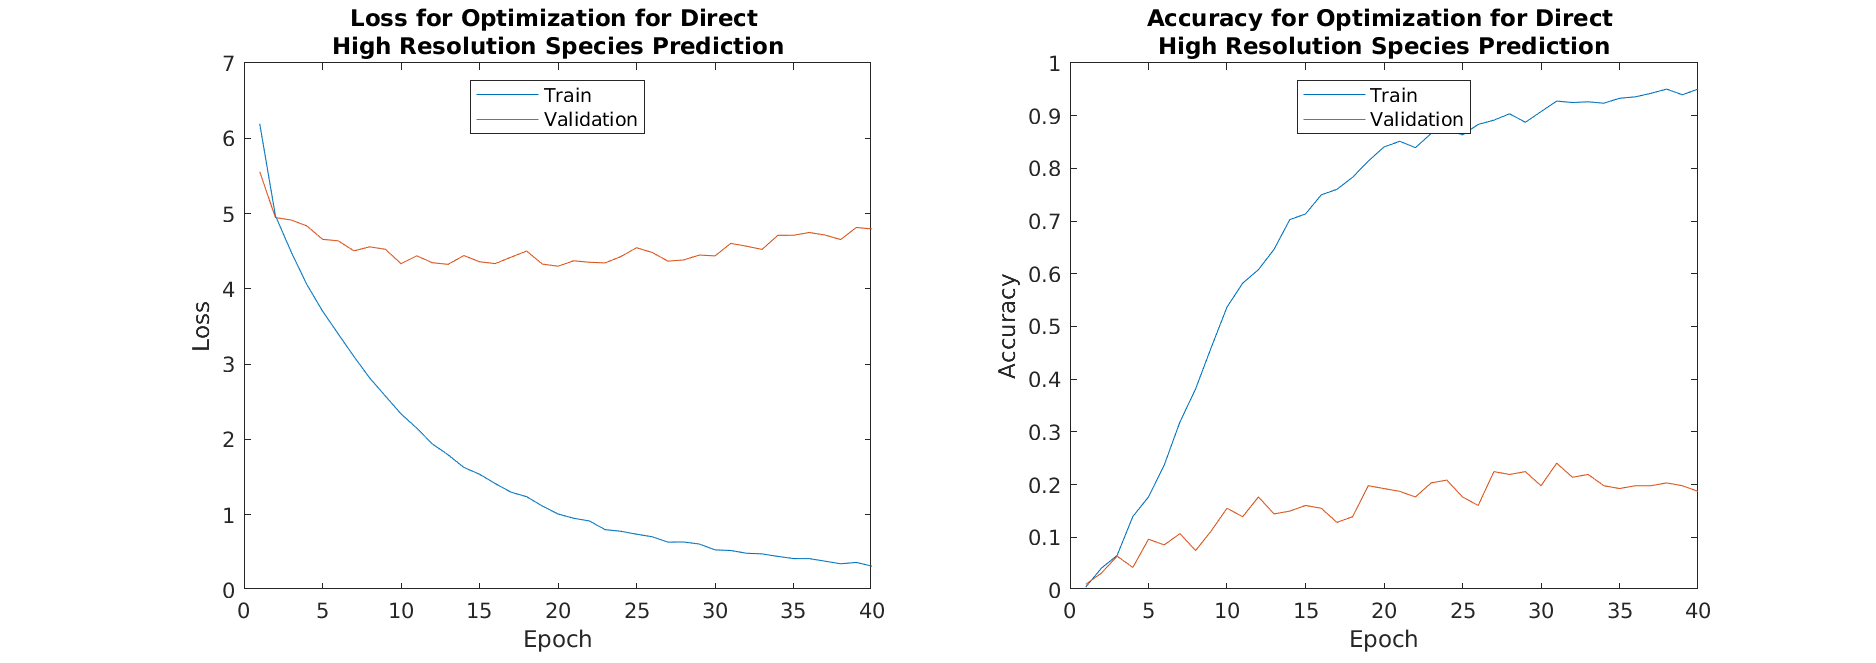 Loss for Optimization for Direct
High Resolution Species Prediction
7
6
5
4
3
2
1
0
Loss
Train
Validation
0 5 10 15 20 25 30 35 40
Epoch
Accuracy for Optimization for Direct
High Resolution Species Prediction
1
0.9
0.8
0.7
0.6
0.5
0.4
0.3
0.2
0.1
0
Accuracy
Train
Validation
0 5 10 15 20 25 30 35 40
Epoch